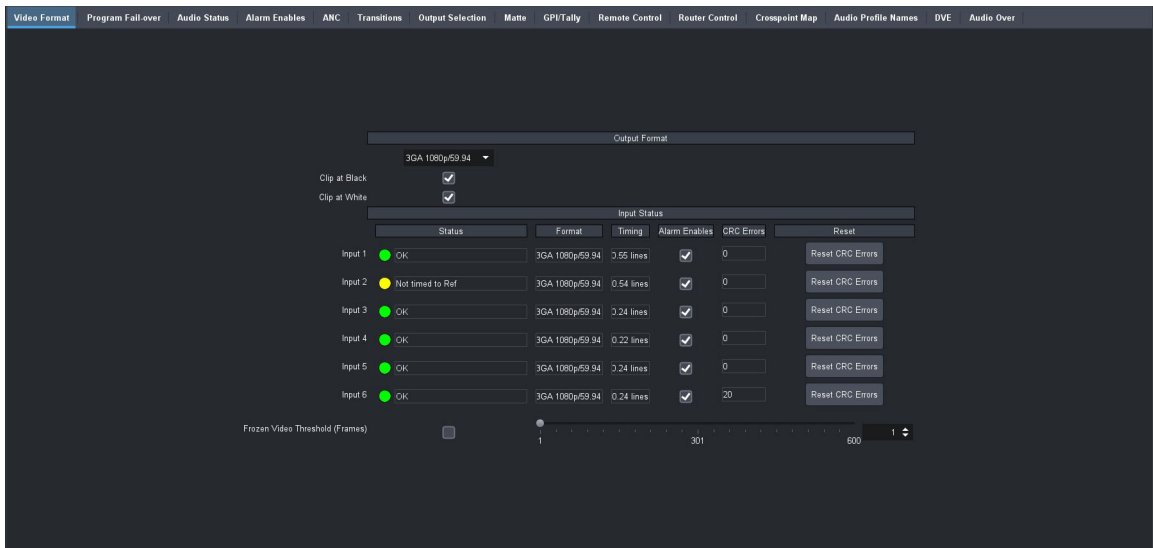 Video Format Program Fail-over Audio Status Alarm Enables ANC Transitions Output Selection Matte GPI/Tally Remote Control Router Control Crosspoint Map Audio Profile Names DVE Audio Over
Output Format
3GA 1080p/59.94
Clip at Black
Clip at White
Input Status
Status Format Timing Alarm Enables CRC Errors Reset
Input 1 OK 3GA 1080p/59.94 0.55 lines 0 Reset CRC Errors
Input 2 Not timed to Ref 3GA 1080p/59.94 0.54 lines 0 Reset CRC Errors
Input 3 OK 3GA 1080p/59.94 0.24 lines 0 Reset CRC Errors
Input 4 OK 3GA 1080p/59.94 0.22 lines 0 Reset CRC Errors
Input 5 OK 3GA 1080p/59.94 0.24 lines 0 Reset CRC Errors
Input 6 OK 3GA 1080p/59.94 0.24 lines 20 Reset CRC Errors
Frozen Video Threshold (Frames) 1
1 301 600